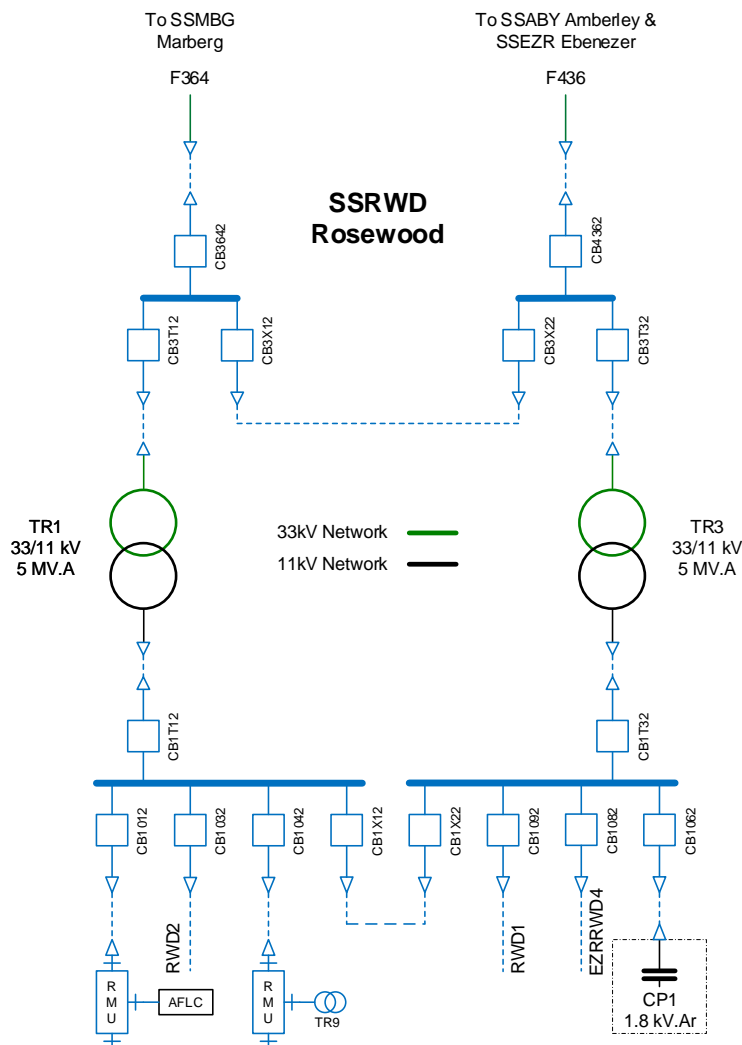 To SSMBG
Marberg
To SSABY Amberley &
SSEZR Ebenezer
F364
F436
SSRWD
Rosewood
CB3642
CB4362
CB3T12
CB3X12
CB3X22
CB3T32
TR1
33/11 kV
5 MV.A
33kV Network
11kV Network
TR3
33/11 kV
5 MV.A
CB1T12
CB1T32
CB1012
CB1032
CB1042
CB1X12
CB1X22
CB1092
CB1082
CB1062
RWD2
RWD1
EZRRWD4
R
M
U
AFLC
R
M
U
TR9
CP1
1.8 kV.Ar